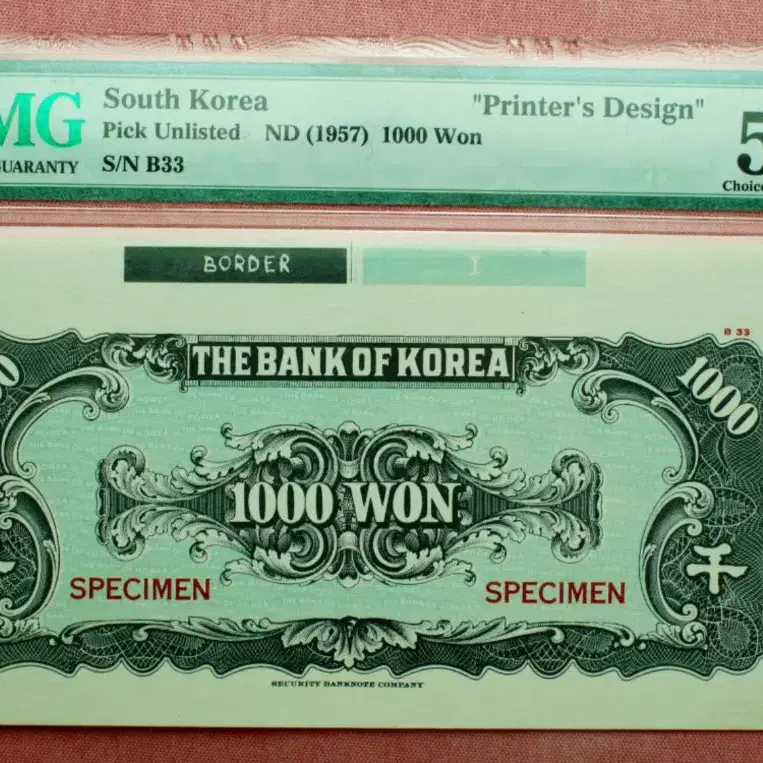 MG
GUARANTY
South Korea
"Printer's Design"
Pick Unlisted ND (1957) 1000 Won
S/N B33
5
Choice
BORDER
I
B 33
THE BANK OF KOREA
0
1000
1000 WON
千
SPECIMEN
SPECIMEN
SECURITY BANKNOTE COMPANY